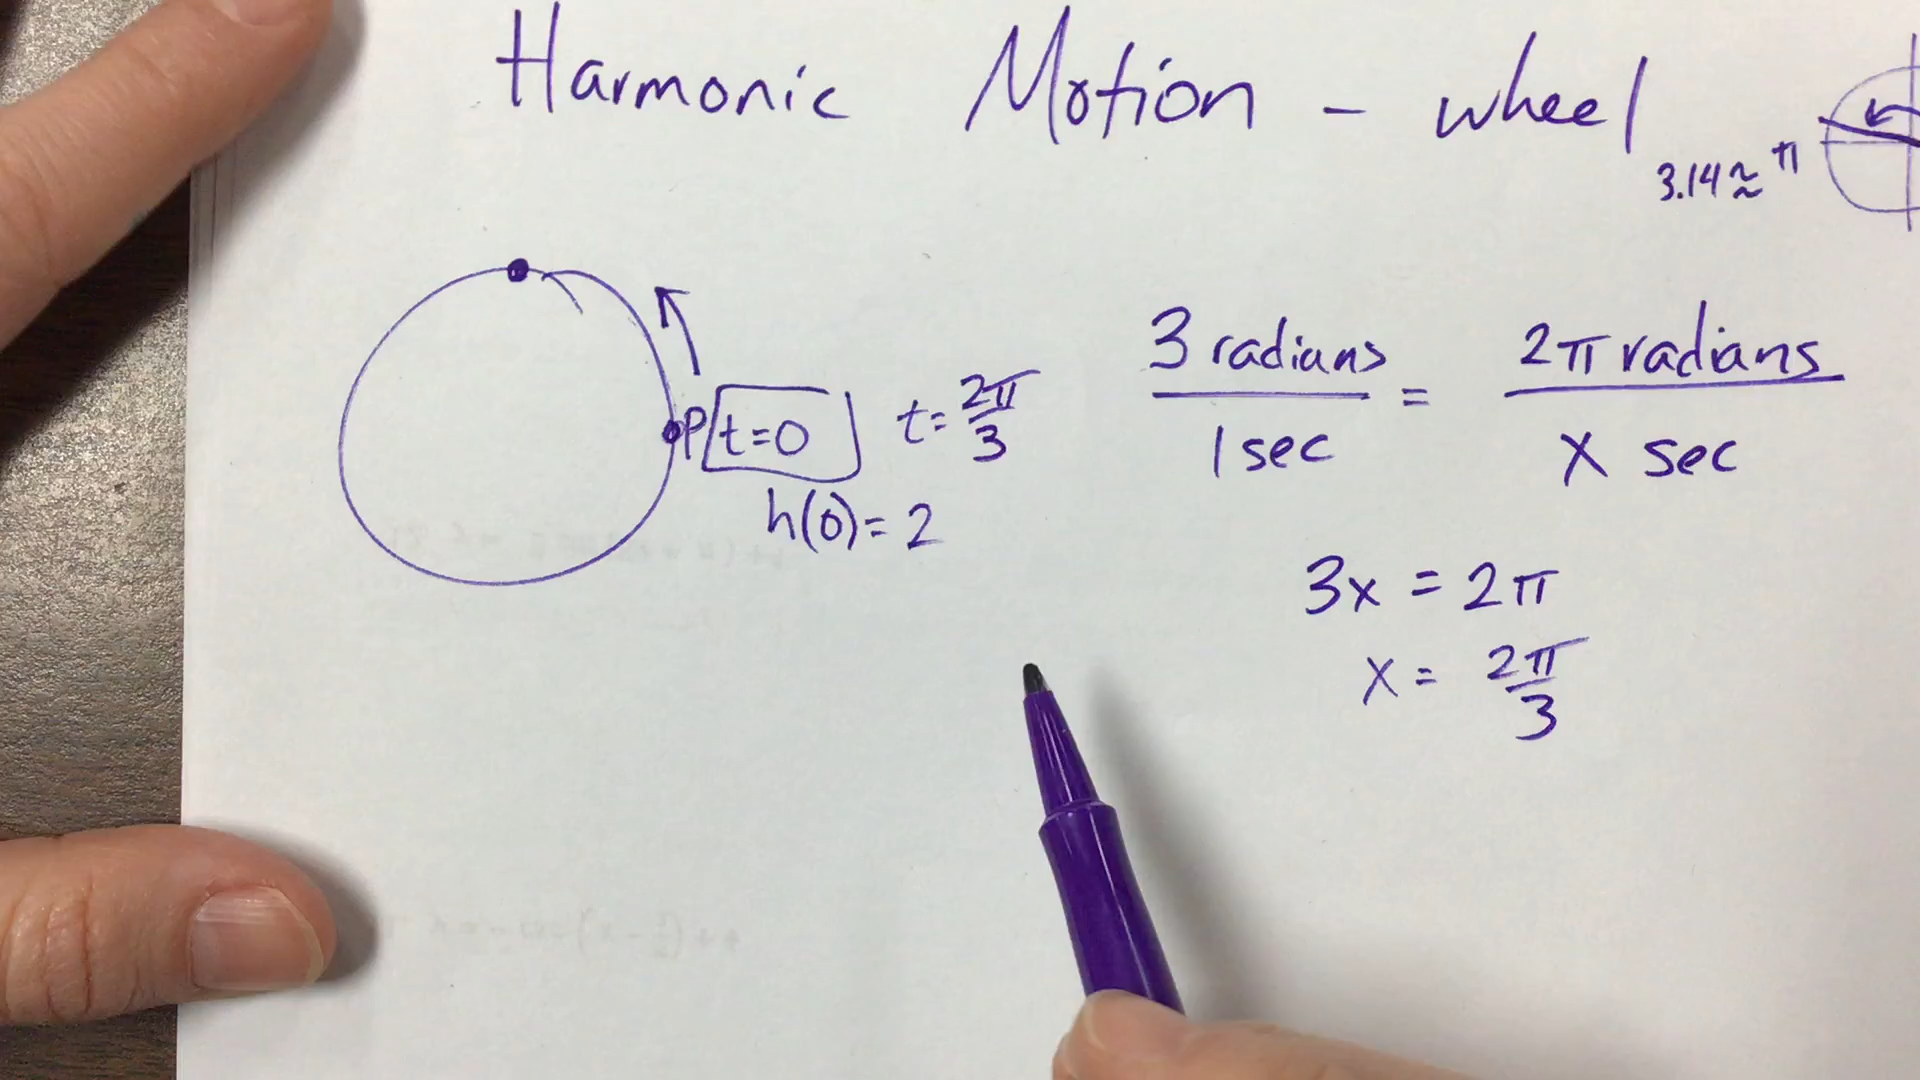 Harmonic Motion - wheel
3.14 ≈ π
P t=0 t= 2π/3
h(0)=2
3 radians / 1 sec = 2π radians / x sec
3x = 2π
x = 2π/3